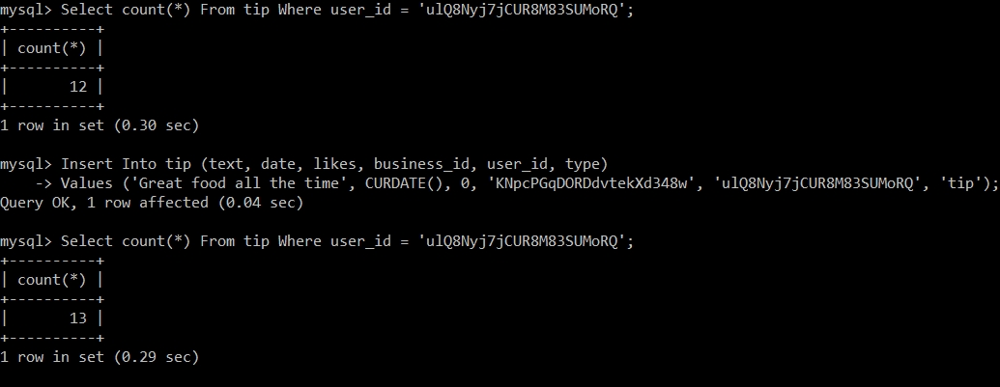 mysql> Select count(*) From tip Where user_id = 'ulQ8Nyj7jCUR8M83SUMoRQ';
+----------+
| count(*) |
+----------+
|       12 |
+----------+
1 row in set (0.30 sec)

mysql> Insert Into tip (text, date, likes, business_id, user_id, type)
    -> Values ('Great food all the time', CURDATE(), 0, 'KNpcPGqDORDdvtekXd348w', 'ulQ8Nyj7jCUR8M83SUMoRQ', 'tip');
Query OK, 1 row affected (0.04 sec)

mysql> Select count(*) From tip Where user_id = 'ulQ8Nyj7jCUR8M83SUMoRQ';
+----------+
| count(*) |
+----------+
|       13 |
+----------+
1 row in set (0.29 sec)